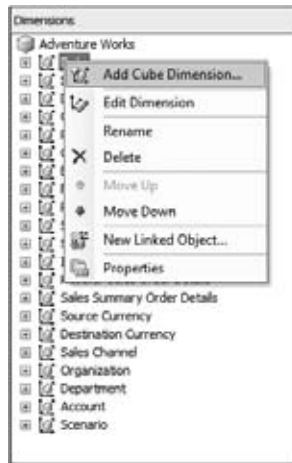 Dimensions
Adventure Works
Add Cube Dimension...
Edit Dimension
Rename
Delete
Move Up
Move Down
New Linked Object...
Properties
Sales Summary Order Details
Source Currency
Destination Currency
Sales Channel
Organization
Department
Account
Scenario